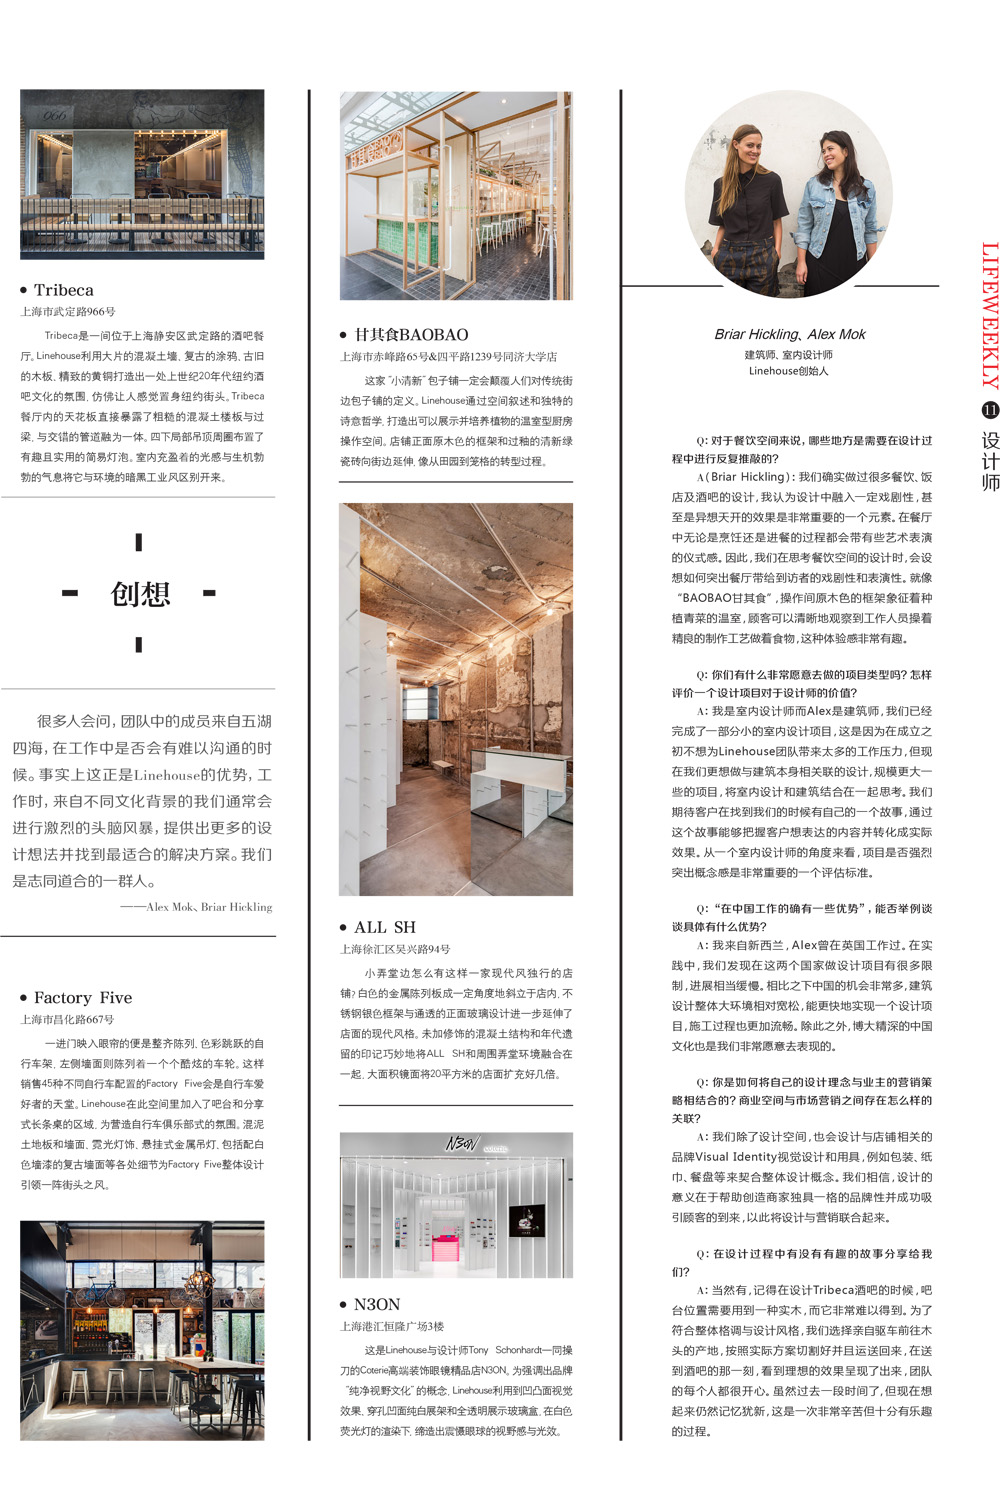 966
● Tribeca
上海市武定路966号
Tribeca是一间位于上海静安区武定路的酒吧餐
厅。Linehouse利用大片的混凝土墙、复古的涂鸦、古旧
的木板、精致的黄铜打造出一处上世纪20年代纽约酒
吧文化的氛围，仿佛让人感觉置身纽约街头。Tribeca
餐厅内的天花板直接暴露了粗糙的混凝土楼板与过
梁，与交错的管道融为一体。四下局部吊顶周圈布置了
有趣且实用的简易灯泡。室内充盈着的光感与生机勃
勃的气息将它与环境的暗黑工业风区别开来。
创想
很多人会问，团队中的成员来自五湖
四海，在工作中是否会有难以沟通的时
候。事实上这正是Linehouse的优势，工
作时，来自不同文化背景的我们通常会
进行激烈的头脑风暴，提供出更多的设
计想法并找到最适合的解决方案。我们
是志同道合的一群人。
——Alex Mok、Briar Hickling
● Factory Five
上海市昌化路667号
一进门映入眼帘的便是整齐陈列、色彩跳跃的自
行车架，左侧墙面则陈列着一个个酷炫的车轮。这样
销售45种不同自行车配置的Factory Five会是自行车爱
好者的天堂。Linehouse在此空间里加入了吧台和分享
式长条桌的区域，为营造自行车俱乐部式的氛围。混泥
土地板和墙面、霓光灯饰、悬挂式金属吊灯，包括配白
色墙漆的复古墙面等各处细节为Factory Five整体设计
引领一阵街头之风。
甘其食 BAOBAO
● 甘其食BAOBAO
上海市赤峰路65号&四平路1239号同济大学店
这家“小清新”包子铺一定会颠覆人们对传统街
边包子铺的定义。Linehouse通过空间叙述和独特的
诗意哲学，打造出可以展示并培养植物的温室型厨房
操作空间。店铺正面原木色的框架和过釉的清新绿
瓷砖向街边延伸，像从田园到笼格的转型过程。
● ALL SH
上海徐汇区吴兴路94号
小弄堂边怎么有这样一家现代风独行的店
铺？白色的金属陈列板成一定角度地斜立于店内，不
锈钢银色框架与通透的正面玻璃设计进一步延伸了
店面的现代风格。未加修饰的混凝土结构和年代遗
留的印记巧妙地将ALL SH和周围弄堂环境融合在
一起，大面积镜面将20平方米的店面扩充好几倍。
N3ON
● N3ON
上海港汇恒隆广场3楼
这是Linehouse与设计师Tony Schonhardt一同操
刀的Coterie高端装饰眼镜精品店N3ON。为强调出品牌
“纯净视野文化”的概念，Linehouse利用到凹凸面视觉
效果，穿孔凹面纯白展架和全透明展示玻璃盒，在白色
荧光灯的渲染下，缔造出震慑眼球的视野感与光效。
Briar Hickling、Alex Mok
建筑师、室内设计师
Linehouse创始人
Q：对于餐饮空间来说，哪些地方是需要在设计过
程中进行反复推敲的？
A（Briar Hickling）：我们确实做过很多餐饮、饭
店及酒吧的设计，我认为设计中融入一定戏剧性，甚
至是异想天开的效果是非常重要的一个元素。在餐厅
中无论是烹饪还是进餐的过程都会带有些艺术表演
的仪式感。因此，我们在思考餐饮空间的设计时，会设
想如何突出餐厅带给到访者的戏剧性和表演性。就像
“BAOBAO甘其食”，操作间原木色的框架象征着种
植青菜的温室，顾客可以清晰地观察到工作人员操着
精良的制作工艺做着食物，这种体验感非常有趣。
Q：你们有什么非常愿意去做的项目类型吗？怎样
评价一个设计项目对于设计师的价值？
A：我是室内设计师而Alex是建筑师，我们已经
完成了一部分小的室内设计项目，这是因为在成立之
初不想为Linehouse团队带来太多的工作压力，但现
在我们更想做与建筑本身相关联的设计，规模更大一
些的项目，将室内设计和建筑结合在一起思考。我们
期待客户在找到我们的时候有自己的一个故事，通过
这个故事能够把握客户想表达的内容并转化成实际
效果。从一个室内设计师的角度来看，项目是否强烈
突出概念感是非常重要的一个评估标准。
Q：“在中国工作的确有一些优势”，能否举例谈
谈具体有什么优势？
A：我来自新西兰，Alex曾在英国工作过。在实
践中，我们发现在这两个国家做设计项目有很多限
制，进展相当缓慢。相比之下中国的机会非常多，建筑
设计整体大环境相对宽松，能更快地实现一个设计项
目，施工过程也更加流畅。除此之外，博大精深的中国
文化也是我们非常愿意去表现的。
Q：你是如何将自己的设计理念与业主的营销策
略相结合的？商业空间与市场营销之间存在怎么样的
关联？
A：我们除了设计空间，也会设计与店铺相关的
品牌Visual Identity视觉设计和用具，例如包装、纸
巾、餐盘等来契合整体设计概念。我们相信，设计的
意义在于帮助创造商家独具一格的品牌性并成功吸
引顾客的到来，以此将设计与营销联合起来。
Q：在设计过程中有没有有趣的故事分享给我
们？
A：当然有，记得在设计Tribeca酒吧的时候，吧
台位置需要用到一种实木，而它非常难以得到。为了
符合整体格调与设计风格，我们选择亲自驱车前往木
头的产地，按照实际方案切割好并且运送回来，在送
到酒吧的那一刻，看到理想的效果呈现了出来，团队
的每个人都很开心。虽然过去一段时间了，但现在想
起来仍然记忆犹新，这是一次非常辛苦但十分有乐趣
的过程。
LIFEWEEKLY 11 设计师